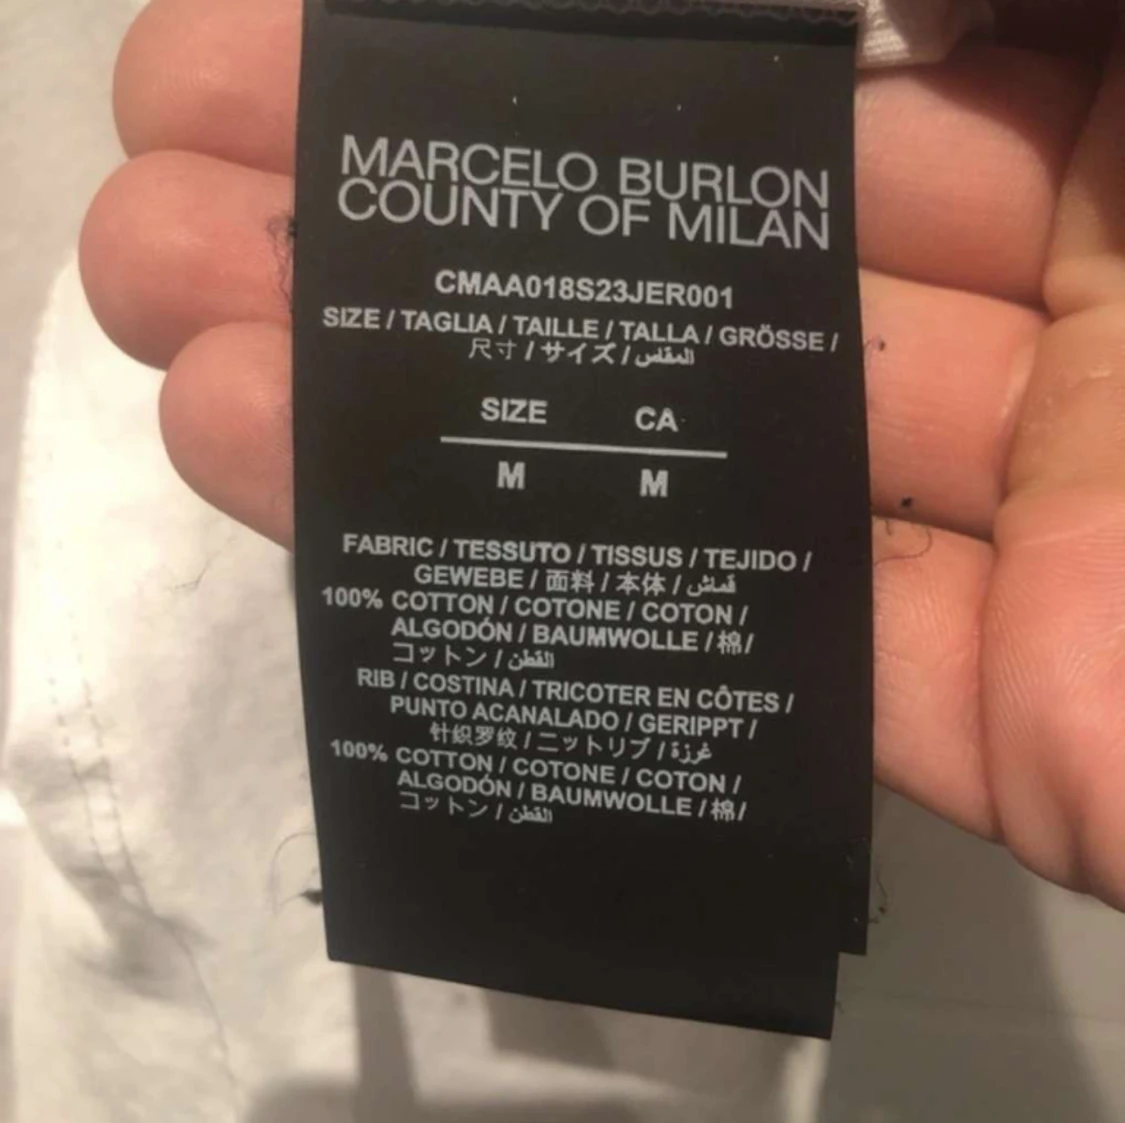 MARCELO BURLON
COUNTY OF MILAN
CMAA018S23JER001
SIZE / TAGLIA / TAILLE / TALLA / GRÖSSE /
尺寸 / サイズ / المقاس
SIZE CA
M M
FABRIC / TESSUTO / TISSUS / TEJIDO /
GEWEBE / 面料 / 本体 / قماش
100% COTTON / COTONE / COTON /
ALGODÓN / BAUMWOLLE / 棉/
コットン / القطن
RIB / COSTINA / TRICOTER EN CÔTES /
PUNTO ACANALADO / GERIPPT /
针织罗纹 / ニットリブ / غرزة
100% COTTON / COTONE / COTON /
ALGODÓN / BAUMWOLLE / 棉/
コットン / القطن